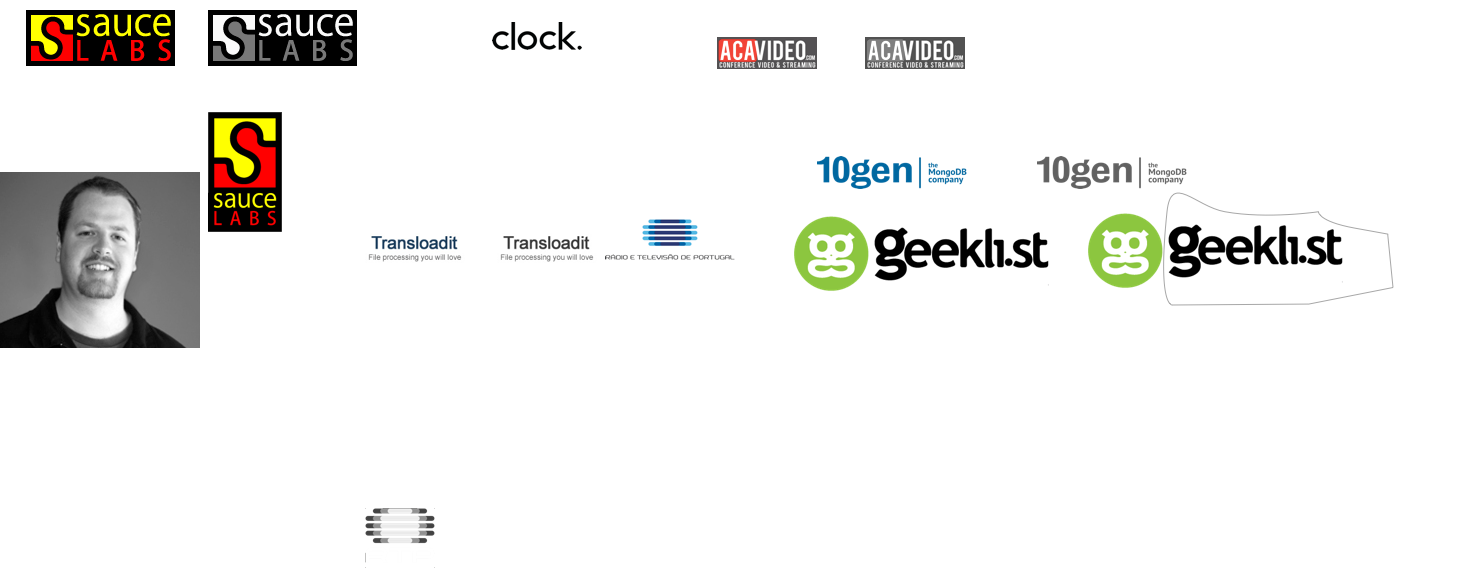 sauce
LABS
sauce
LABS
clock.
ACAVIDEO.COM
CONFERENCE VIDEO & STREAMING
ACAVIDEO.COM
CONFERENCE VIDEO & STREAMING
sauce
LABS
10gen
the
MongoDB
company
10gen
the
MongoDB
company
Transloadit
File processing you will love
Transloadit
File processing you will love
RÁDIO E TELEVISÃO DE PORTUGAL
geeklı.st
geeklı.st